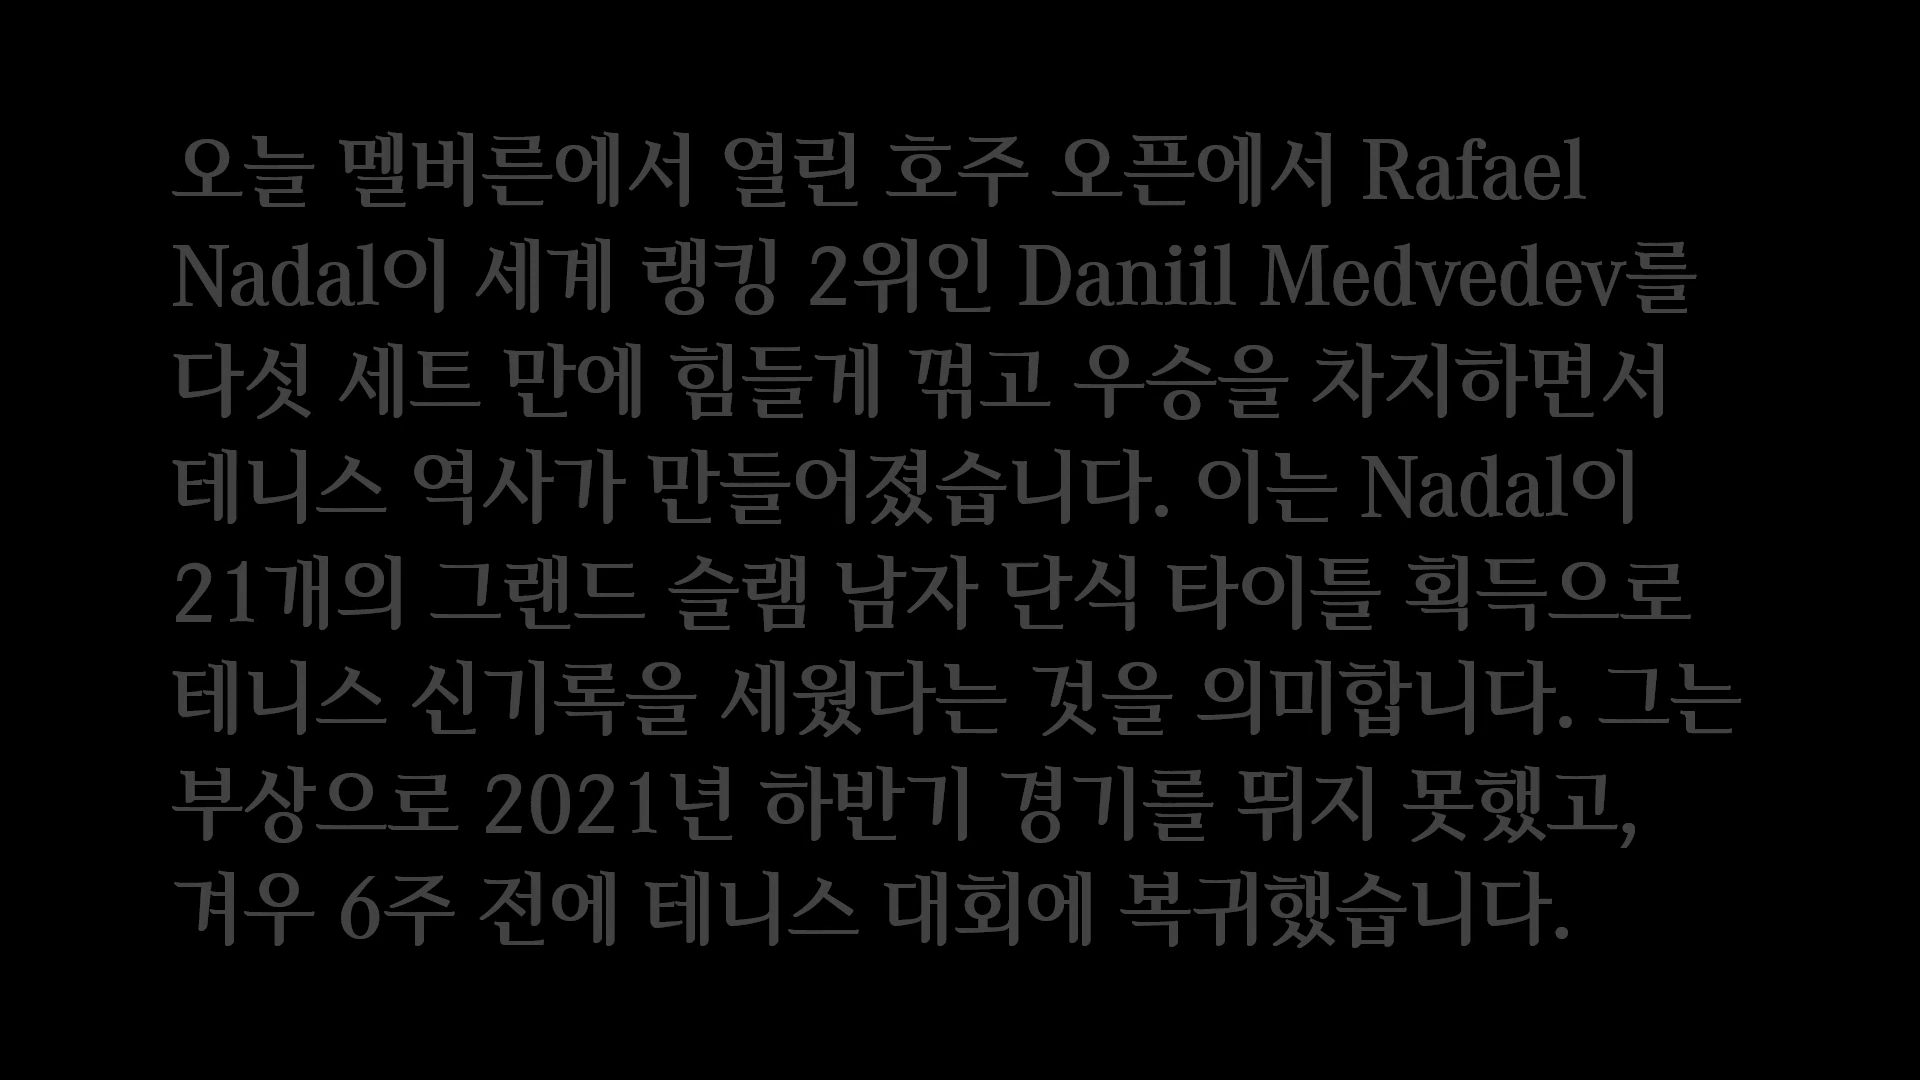 오늘 멜버른에서 열린 호주 오픈에서 Rafael
Nadal이 세계 랭킹 2위인 Daniil Medvedev를
다섯 세트 만에 힘들게 꺾고 우승을 차지하면서
테니스 역사가 만들어졌습니다. 이는 Nadal이
21개의 그랜드 슬램 남자 단식 타이틀 획득으로
테니스 신기록을 세웠다는 것을 의미합니다. 그는
부상으로 2021년 하반기 경기를 뛰지 못했고,
겨우 6주 전에 테니스 대회에 복귀했습니다.